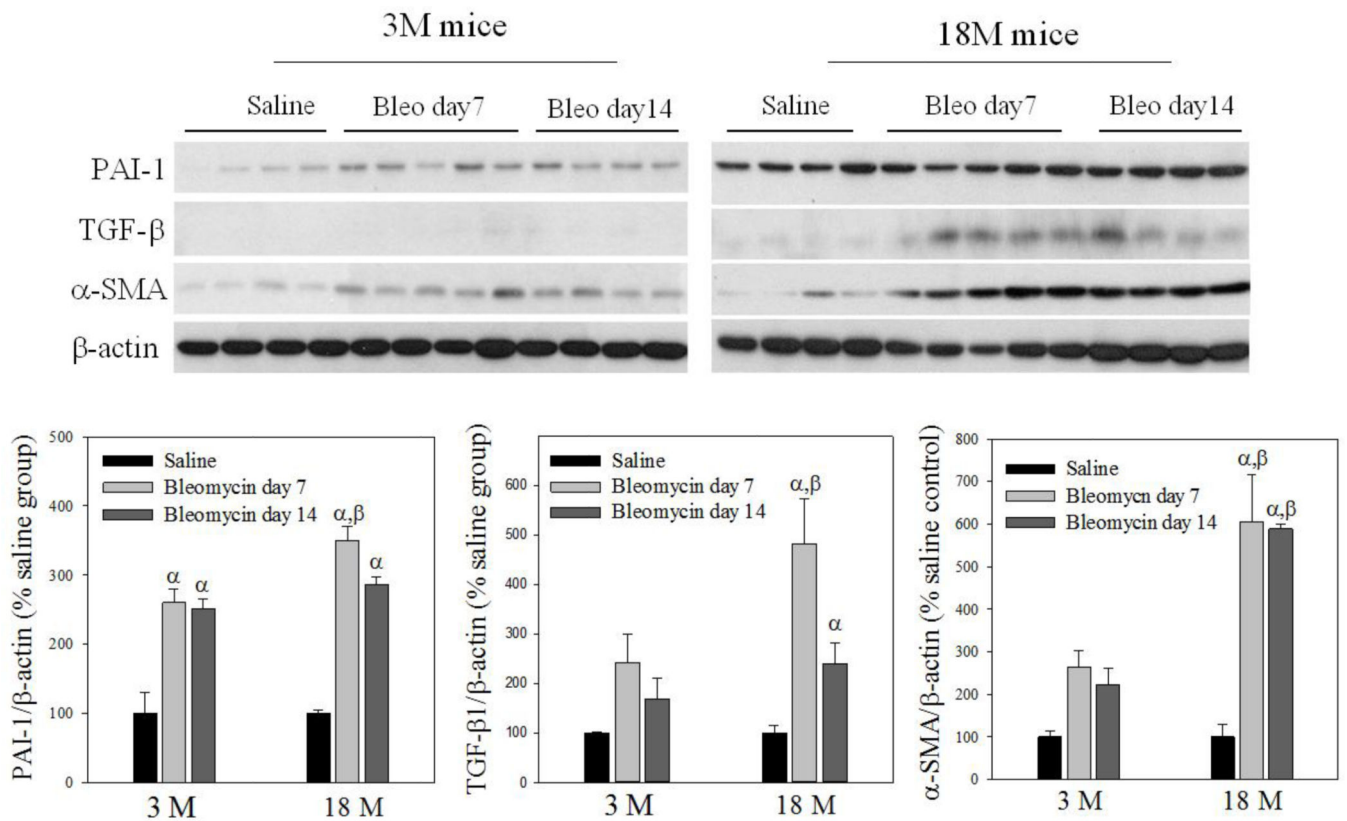 3M mice
18M mice
Saline Bleo day7 Bleo day14
Saline Bleo day7 Bleo day14
PAI-1
TGF-β
α-SMA
β-actin
PAI-1/β-actin (% saline group)
500
400
300
200
100
0
Saline
Bleomycin day 7
Bleomycin day 14
α
α
α,β
α
3 M
18 M
TGF-β1/β-actin (% saline group)
600
500
400
300
200
100
0
Saline
Bleomycin day 7
Bleomycin day 14
α,β
α
3 M
18 M
α-SMA/β-actin (% saline control)
800
700
600
500
400
300
200
100
0
Saline
Bleomycn day 7
Bleomycin day 14
α,β
α,β
3 M
18 M